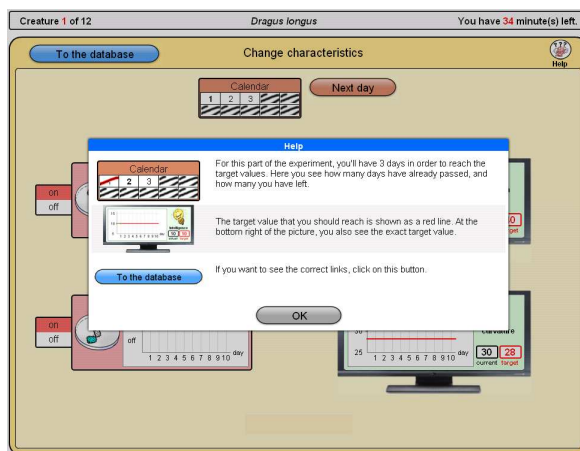 Creature 1 of 12
Dragus longus
You have 34 minute(s) left.
To the database
Change characteristics
Help
Calendar
1 2 3
Next day
Help
Calendar
2 3
For this part of the experiment, you'll have 3 days in order to reach the
target values. Here you see how many days have already passed, and
how many you have left.
The target value that you should reach is shown as a red line. At the
bottom right of the picture, you also see the exact target value.
To the database
If you want to see the correct links, click on this button.
OK
on
off
target
on
off
off
1 2 3 4 5 6 7 8 9 10 day
25
1 2 3 4 5 6 7 8 9 10 day
30 28
current target